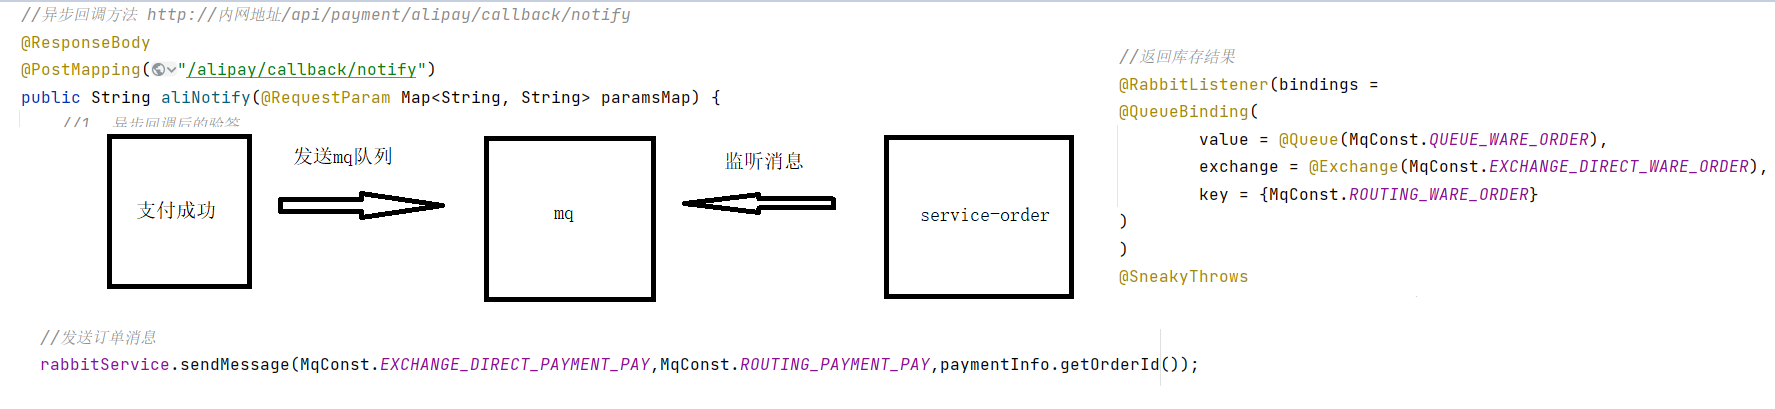 //异步回调方法 http://内网地址/api/payment/alipay/callback/notify
@ResponseBody
@PostMapping("/alipay/callback/notify")
public String aliNotify(@RequestParam Map<String, String> paramsMap) {
//1、异步回调后的验签
支付成功
发送mq队列
mq
监听消息
service-order
//返回库存结果
@RabbitListener(bindings =
@QueueBinding(
value = @Queue(MqConst.QUEUE_WARE_ORDER),
exchange = @Exchange(MqConst.EXCHANGE_DIRECT_WARE_ORDER),
key = {MqConst.ROUTING_WARE_ORDER}
)
)
@SneakyThrows
//发送订单消息
rabbitService.sendMessage(MqConst.EXCHANGE_DIRECT_PAYMENT_PAY,MqConst.ROUTING_PAYMENT_PAY,paymentInfo.getOrderId());